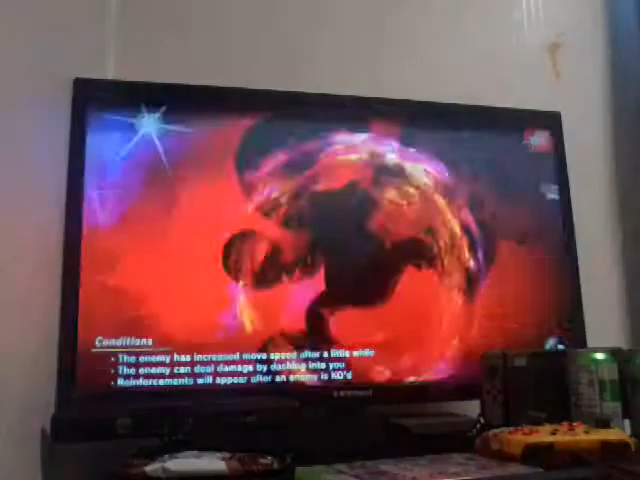 Conditions
• The enemy has increased move speed after a little while
• The enemy can deal damage by dashing into you
• Reinforcements will appear after an enemy is KO'd